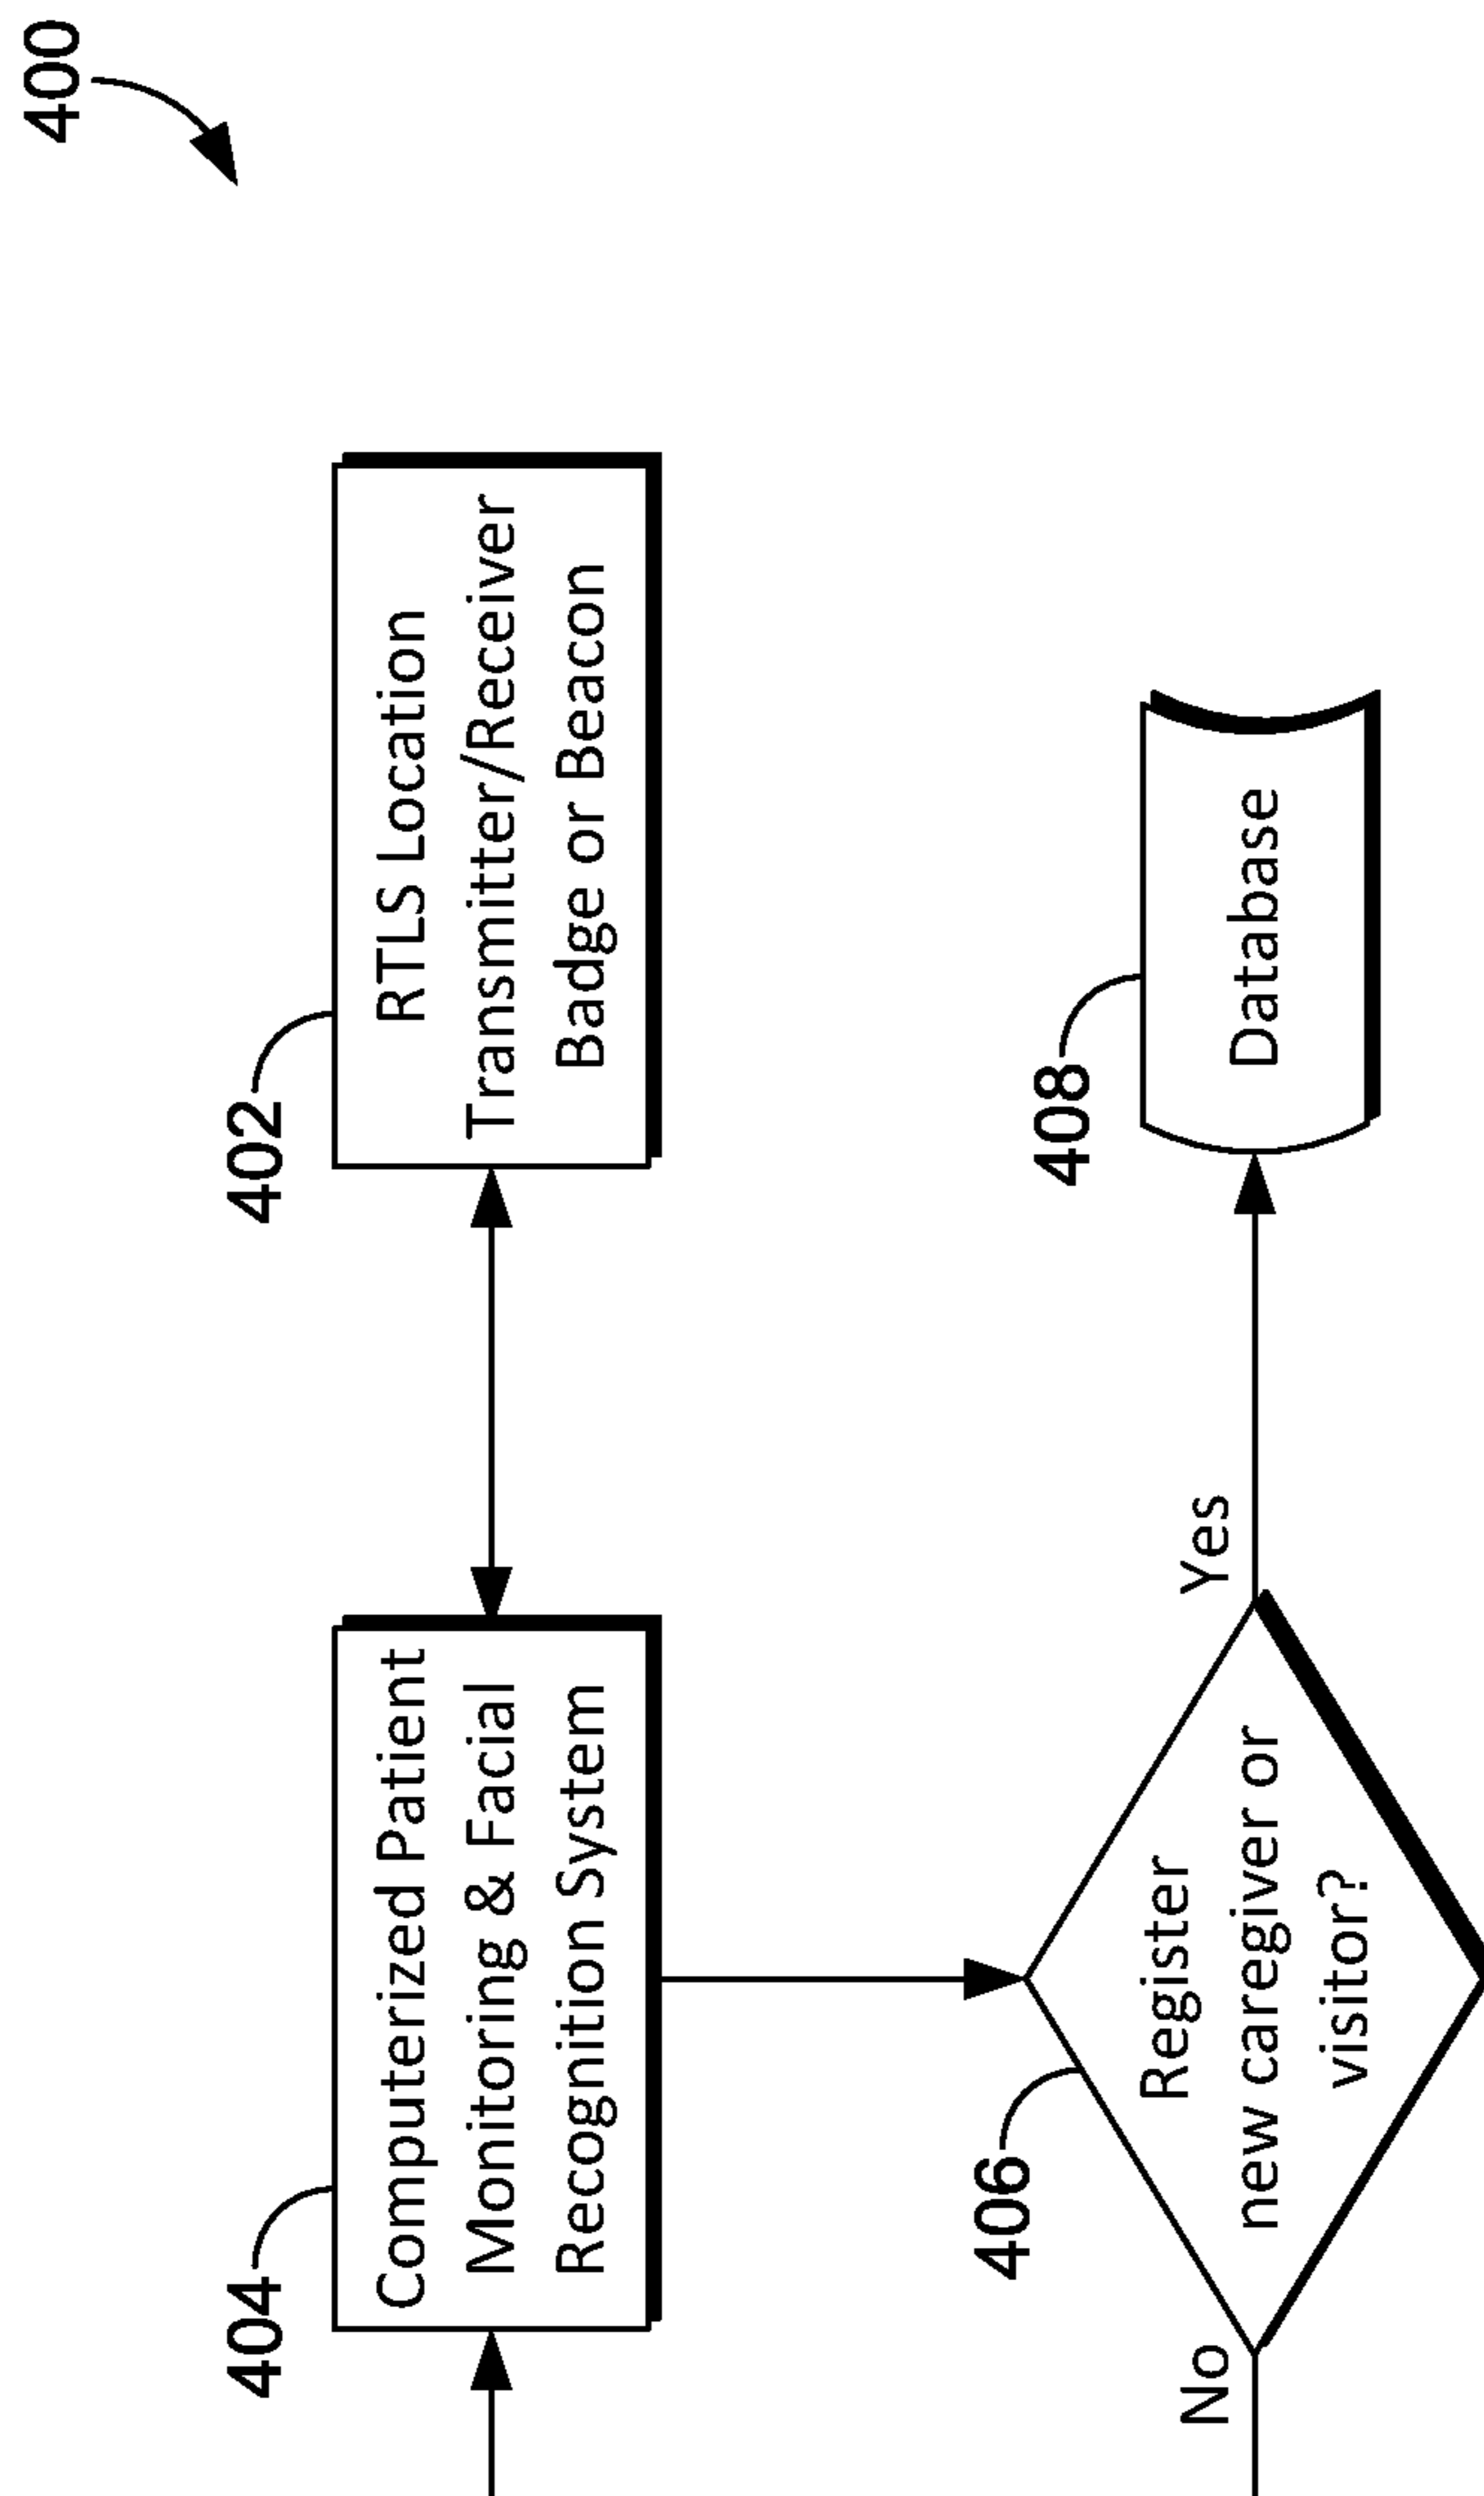 400
402
RTLS Location
Transmitter/Receiver
Badge or Beacon
404
Computerized Patient
Monitoring & Facial
Recognition System
406
Register
new caregiver or
visitor?
Yes
No
408
Database